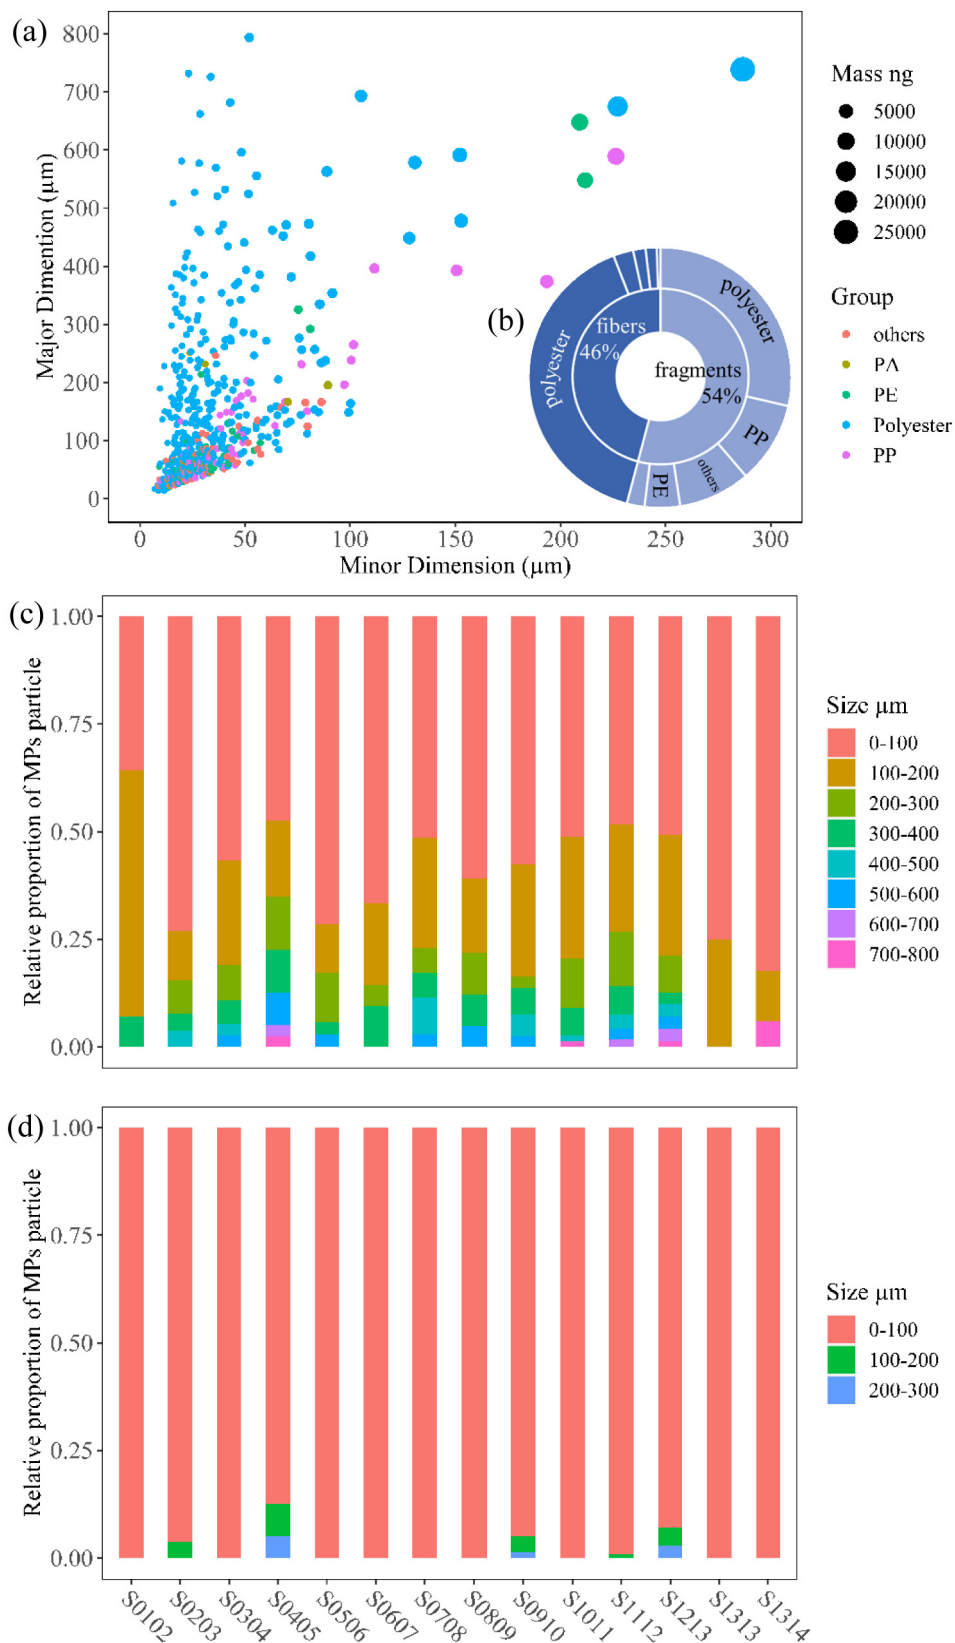 (a)
800
700
600
500
400
300
200
100
0
Major Dimention (μm)
0 50 100 150 200 250 300
Minor Dimension (μm)
Mass ng
5000
10000
15000
20000
25000
Group
others
PA
PE
Polyester
PP
(b)
fibers
46%
fragments
54%
polyester
polyester
PP
others
PE
(c)
1.00
0.75
0.50
0.25
0.00
Relative proportion of MPs particle
Size μm
0-100
100-200
200-300
300-400
400-500
500-600
600-700
700-800
(d)
1.00
0.75
0.50
0.25
0.00
Relative proportion of MPs particle
Size μm
0-100
100-200
200-300
S0102 S0203 S0304 S0405 S0506 S0607 S0708 S0809 S0910 S1011 S1112 S1213 S1313 S1314